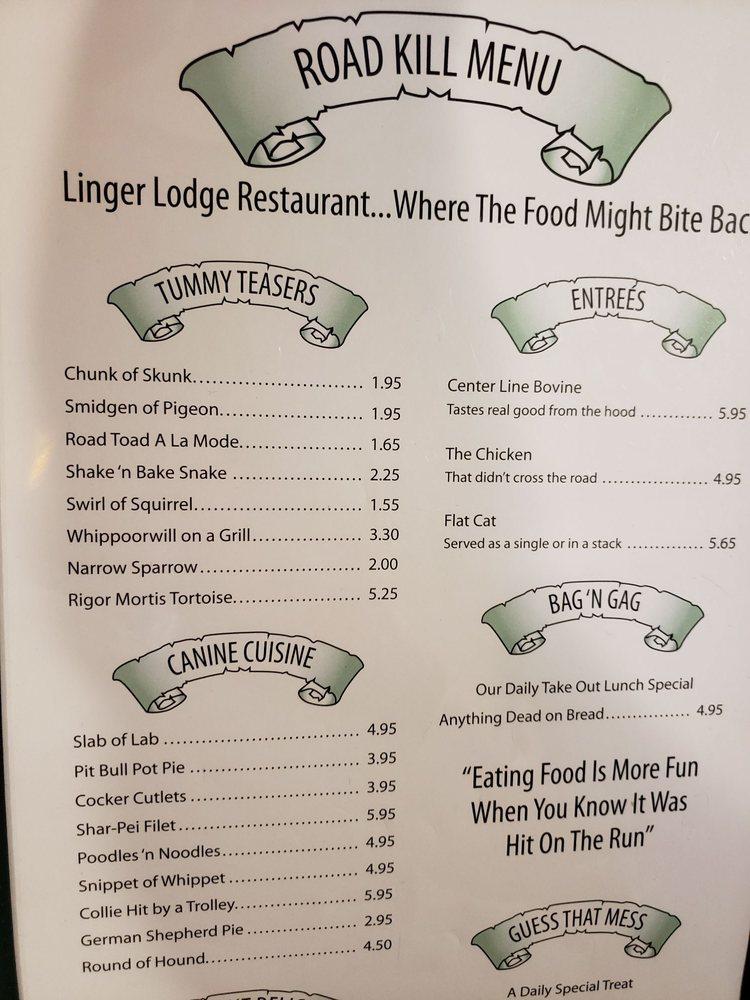 ROAD KILL MENU
Linger Lodge Restaurant...Where The Food Might Bite Bac
TUMMY TEASERS
Chunk of Skunk........................... 1.95
Smidgen of Pigeon....................... 1.95
Road Toad A La Mode.................... 1.65
Shake 'n Bake Snake ..................... 2.25
Swirl of Squirrel........................... 1.55
Whippoorwill on a Grill.................. 3.30
Narrow Sparrow......................... 2.00
Rigor Mortis Tortoise.................... 5.25
CANINE CUISINE
Slab of Lab ............................... 4.95
Pit Bull Pot Pie ........................... 3.95
Cocker Cutlets ........................... 3.95
Shar-Pei Filet............................. 5.95
Poodles 'n Noodles...................... 4.95
Snippet of Whippet ..................... 4.95
Collie Hit by a Trolley.................... 5.95
German Shepherd Pie .................. 2.95
Round of Hound......................... 4.50
ENTREÉS
Center Line Bovine
Tastes real good from the hood ............ 5.95
The Chicken
That didn't cross the road .................. 4.95
Flat Cat
Served as a single or in a stack ............. 5.65
BAG 'N GAG
Our Daily Take Out Lunch Special
Anything Dead on Bread............... 4.95
"Eating Food Is More Fun
When You Know It Was
Hit On The Run"
GUESS THAT MESS
A Daily Special Treat